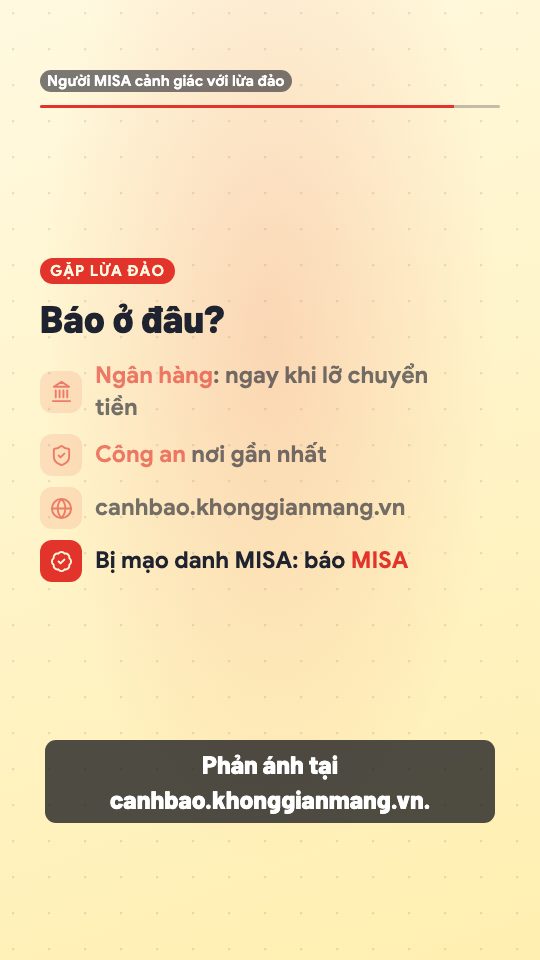 Người MISA cảnh giác với lừa đảo
GẶP LỪA ĐẢO
Báo ở đâu?
Ngân hàng: ngay khi lỡ chuyển
tiền
Công an nơi gần nhất
canhbao.khonggianmang.vn
Bị mạo danh MISA: báo MISA
Phản ánh tại
canhbao.khonggianmang.vn.